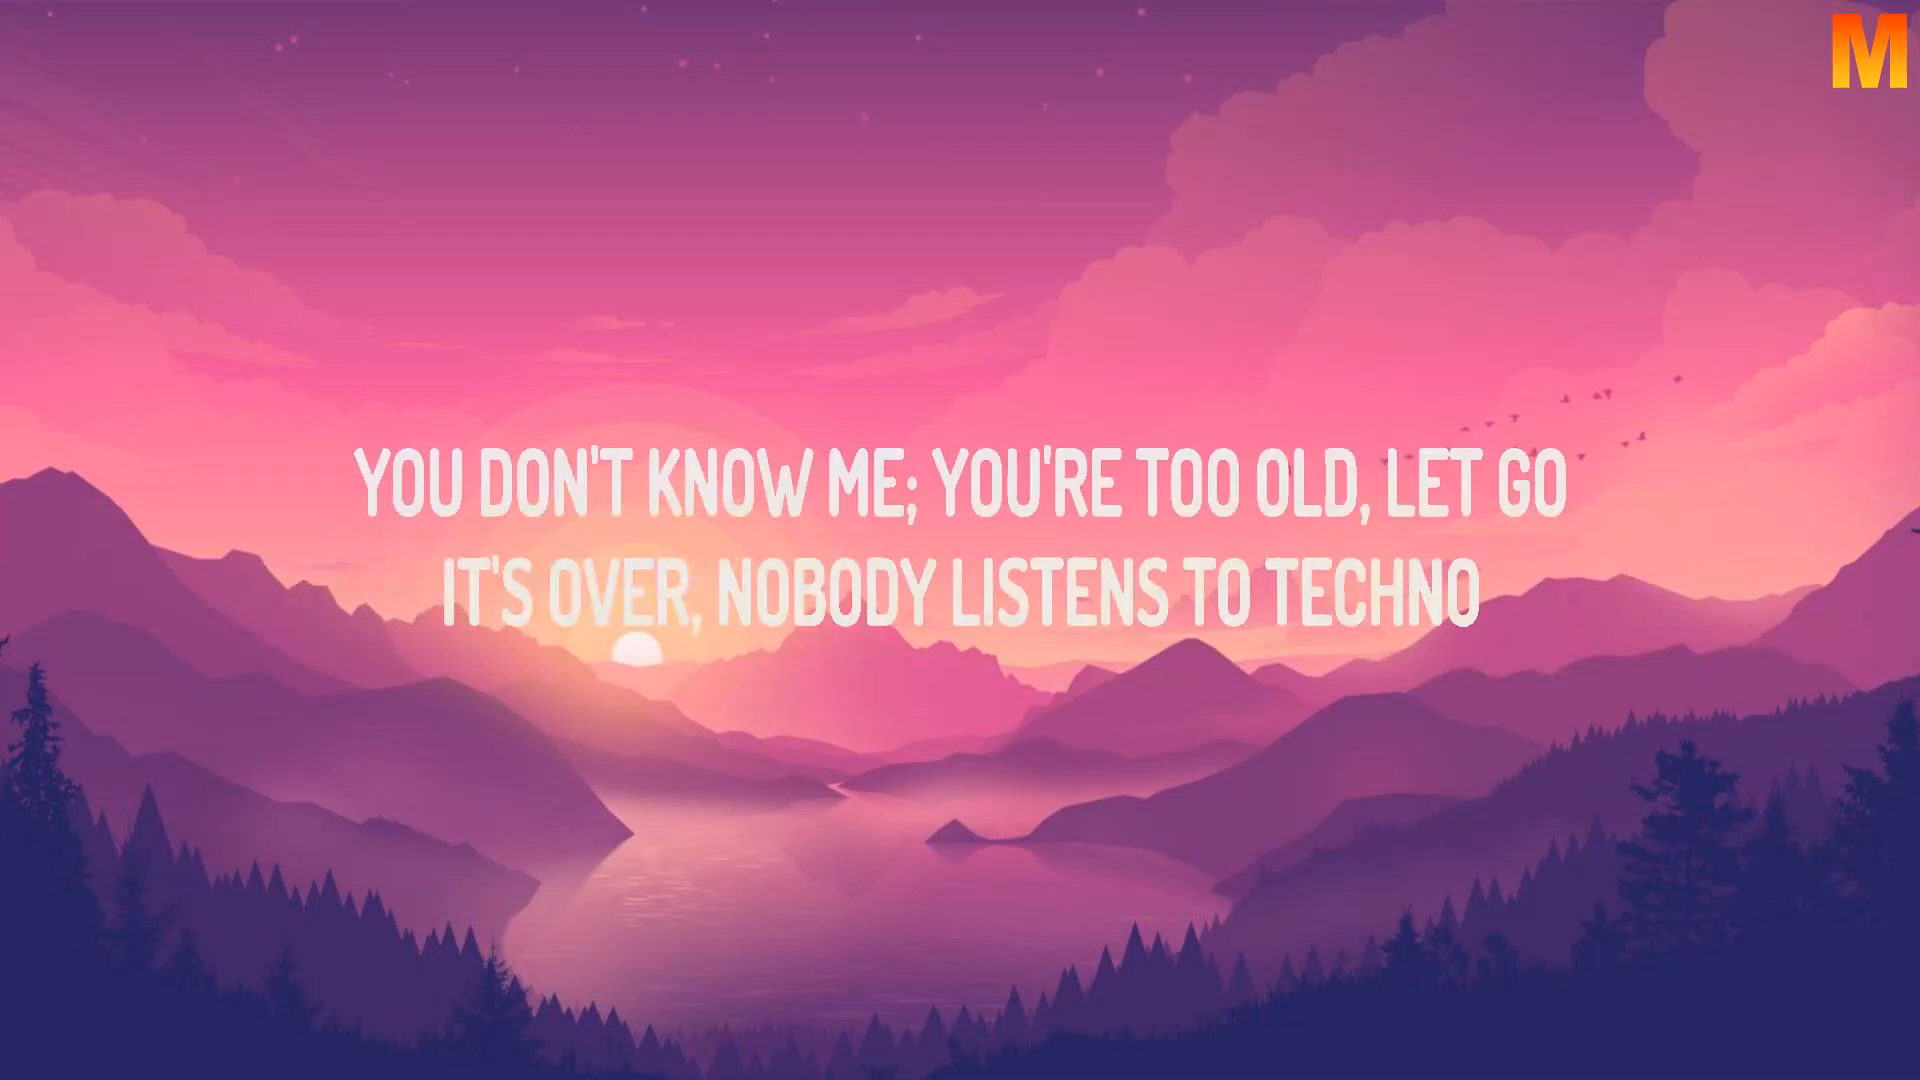 M
YOU DON'T KNOW ME; YOU'RE TOO OLD, LET GO
IT'S OVER, NOBODY LISTENS TO TECHNO